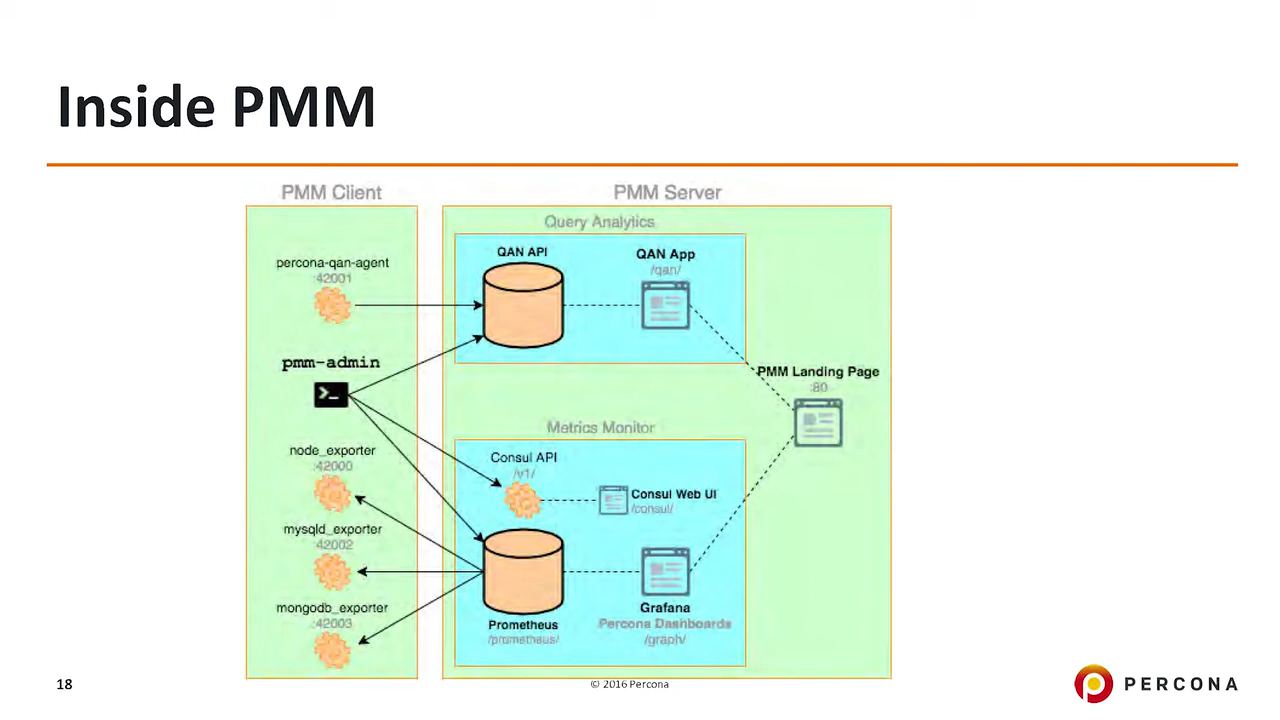 Inside PMM
PMM Client
PMM Server
percona-qan-agent
:42001
pmm-admin
>_
node_exporter
:42000
mysqld_exporter
:42002
mongodb_exporter
:42003
Query Analytics
QAN API
QAN App
/qan/
PMM Landing Page
:80
Metrics Monitor
Consul API
/v1/
Consul Web UI
/consul/
Prometheus
/prometheus/
Grafana
Percona Dashboards
/graph/
18
© 2016 Percona
PERCONA